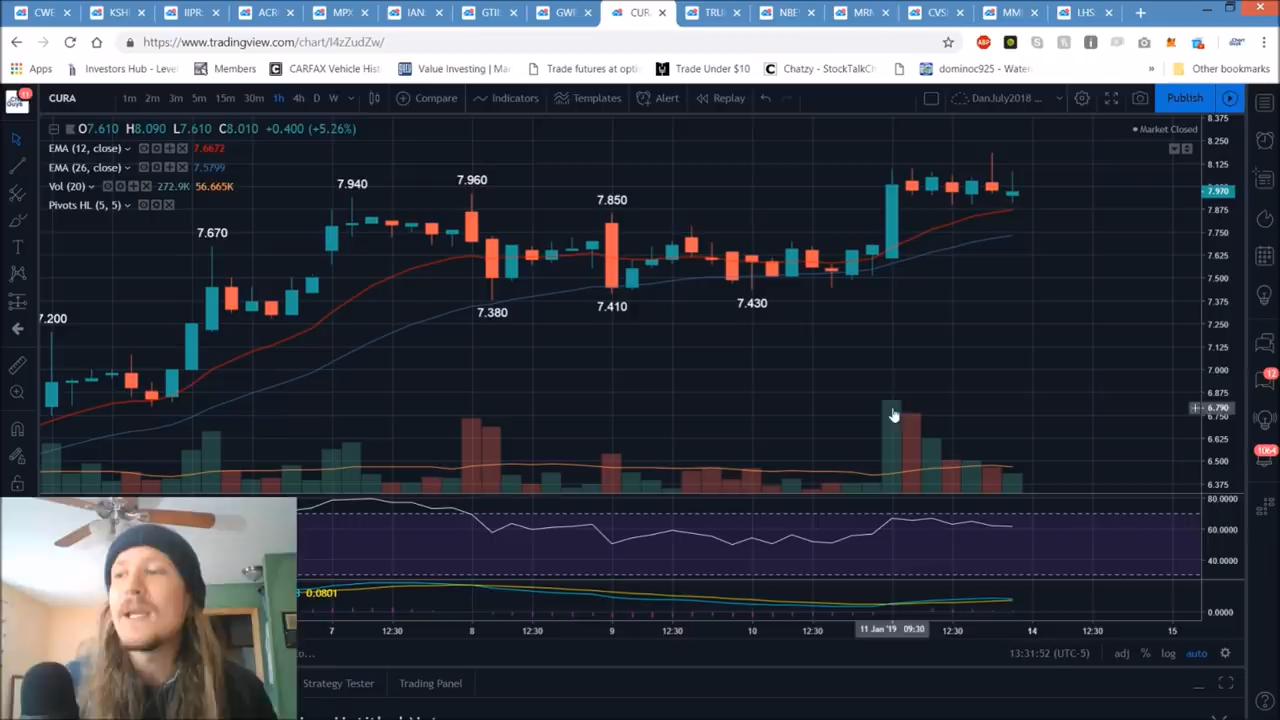 CWE
KSHI
IIPR
ACRG
MPX
IAN
GTII
GWP
CUR
TRU
NBE
MRM
CVSI
MM
LHS
https://www.tradingview.com/chart/I4zZudZw/
Apps
Investors Hub - Level
Members
CARFAX Vehicle Hist
Value Investing | Ma
Trade futures at opti
Trade Under $10
Chatzy - StockTalkCh
dominoc925 - Water
»
Other bookmarks
11
CURA
1m 2m 3m 5m 15m 30m 1h 4h D W
Compare
Indicators
Templates
Alert
Replay
DanJuly2018 ...
Publish
O7.610 H8.090 L7.610 C8.010 +0.400 (+5.26%)
Market Closed
EMA (12, close) 7.6672
EMA (26, close) 7.5799
Vol (20) 272.9K 56.665K
Pivots HL (5, 5)
7.200
7.670
7.940
7.960
7.380
7.850
7.410
7.430
8.375
8.250
8.125
7.970
7.875
7.750
7.625
7.500
7.375
7.250
7.125
7.000
6.875
6.790
6.750
6.625
6.500
6.375
80.0000
60.0000
40.0000
0.0000
0.0801
12
1064
7 12:30 8 12:30 9 12:30 10 12:30 11 Jan '19 09:30 12:30 14 12:30 15
13:31:52 (UTC-5)
adj % log auto
Strategy Tester
Trading Panel